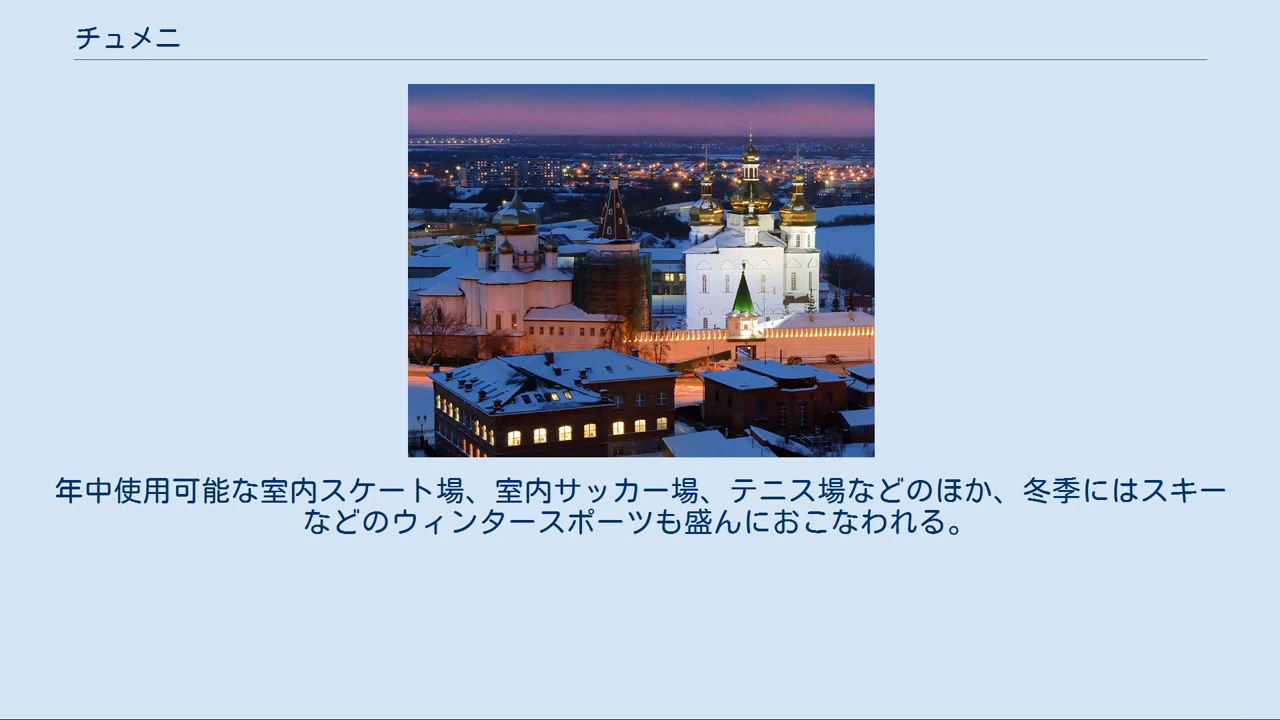 チュメニ
年中使用可能な室内スケート場、室内サッカー場、テニス場などのほか、冬季にはスキー
などのウィンタースポーツも盛んにおこなわれる。